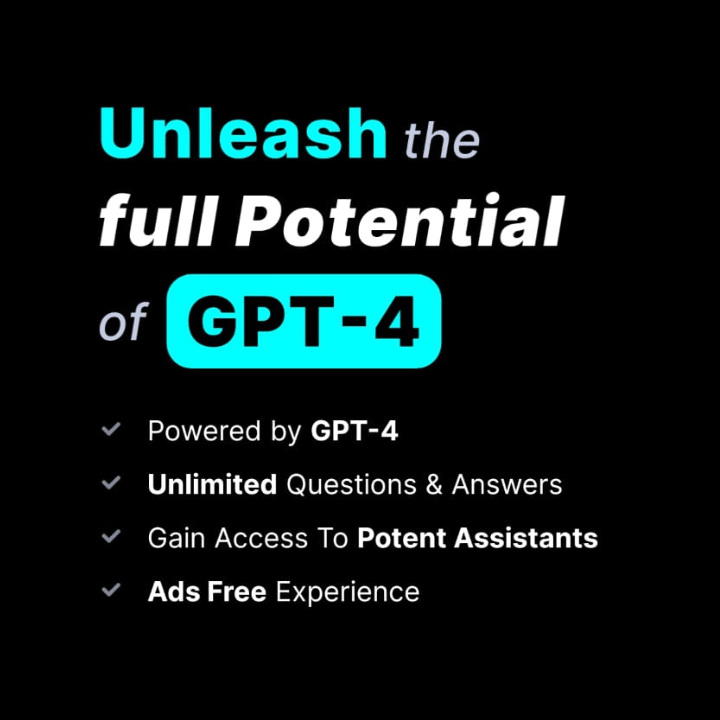 Unleash the
full Potential
of GPT-4
Powered by GPT-4
Unlimited Questions & Answers
Gain Access To Potent Assistants
Ads Free Experience